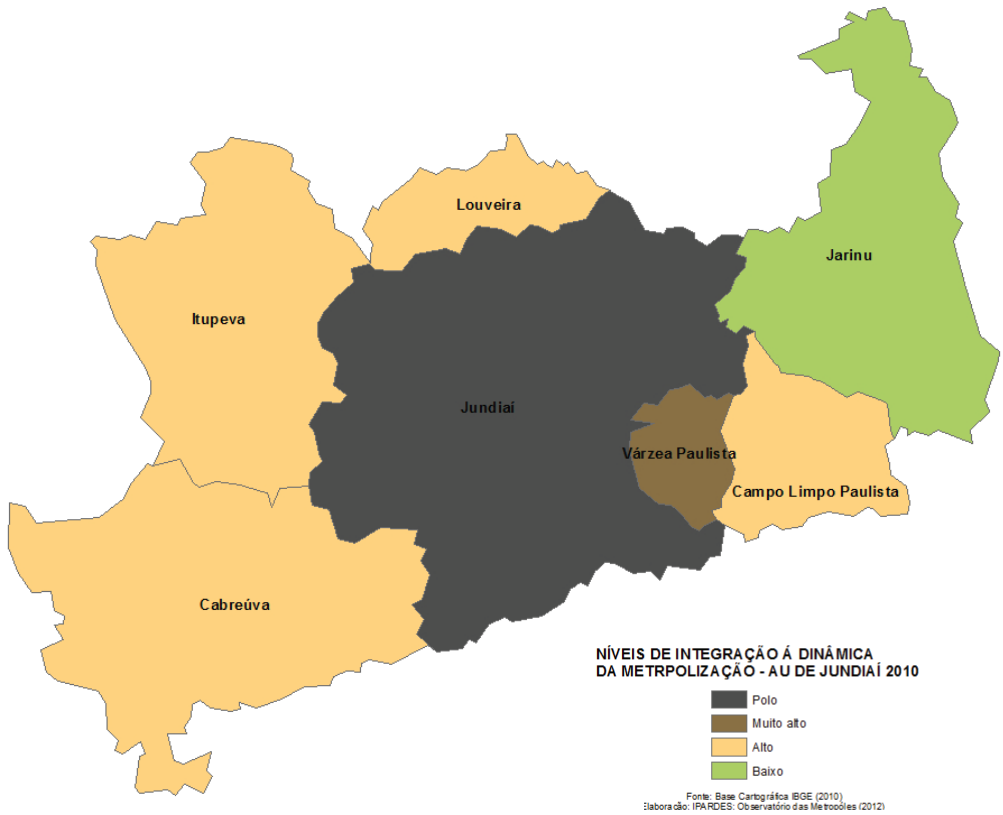 Louveira
Jarinu
Itupeva
Jundiaí
Várzea Paulista
Campo Limpo Paulista
Cabreúva
NÍVEIS DE INTEGRAÇÃO Á DINÂMICA
DA METRPOLIZAÇÃO - AU DE JUNDIAÍ 2010
Polo
Muito alto
Alto
Baixo
Fonte: Base Cartográfica IBGE (2010)
Elaboração: IPARDES: Observatório das Metropóles (2012)